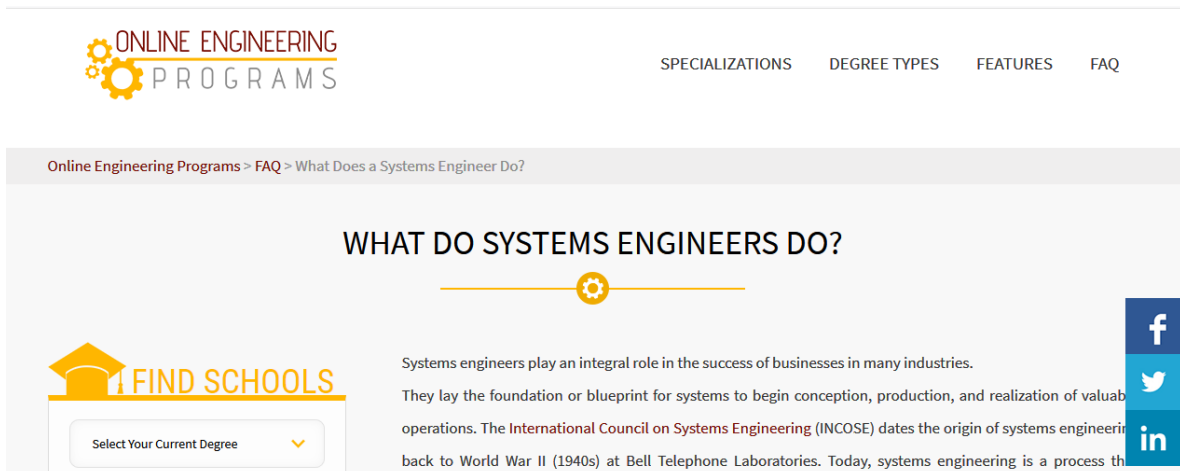 ONLINE ENGINEERING
PROGRAMS
SPECIALIZATIONS DEGREE TYPES FEATURES FAQ
Online Engineering Programs > FAQ > What Does a Systems Engineer Do?
WHAT DO SYSTEMS ENGINEERS DO?
FIND SCHOOLS
Select Your Current Degree
Systems engineers play an integral role in the success of businesses in many industries.
They lay the foundation or blueprint for systems to begin conception, production, and realization of
operations. The International Council on Systems Engineering (INCOSE) dates the origin of systems
back to World War II (1940s) at Bell Telephone Laboratories. Today, systems engineering is a process
f
in